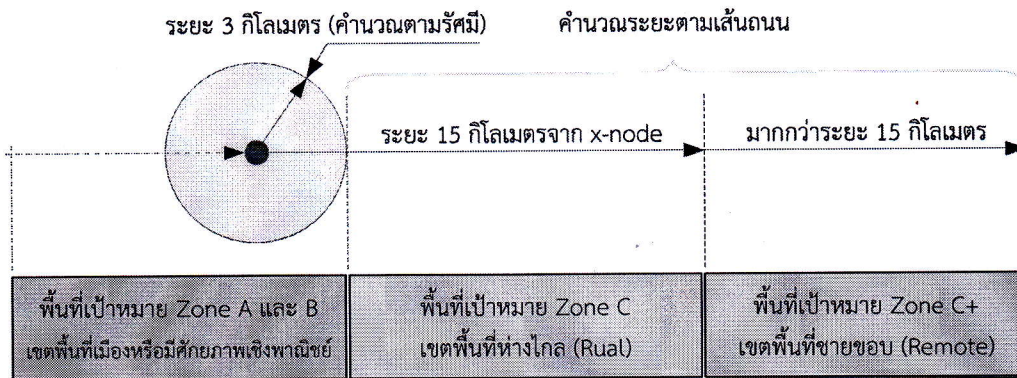 ระยะ 3 กิโลเมตร (คำนวณตามรัศมี)
คำนวณระยะตามเส้นถนน
ระยะ 15 กิโลเมตรจาก x-node
มากกว่าระยะ 15 กิโลเมตร
พื้นที่เป้าหมาย Zone A และ B
เขตพื้นที่เมืองหรือมีศักยภาพเชิงพาณิชย์
พื้นที่เป้าหมาย Zone C
เขตพื้นที่ห่างไกล (Rual)
พื้นที่เป้าหมาย Zone C+
เขตพื้นที่ชายขอบ (Remote)